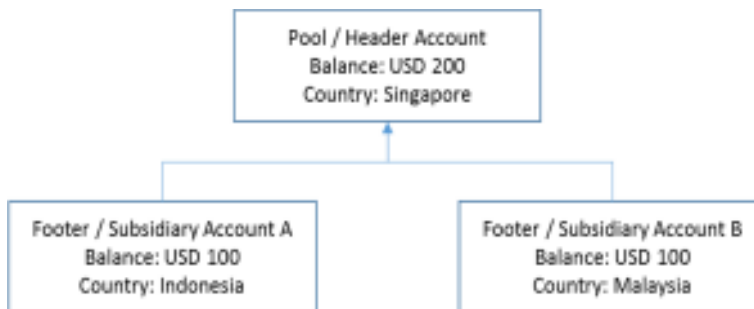 Pool / Header Account
Balance: USD 200
Country: Singapore
Footer / Subsidiary Account A
Balance: USD 100
Country: Indonesia
Footer / Subsidiary Account B
Balance: USD 100
Country: Malaysia